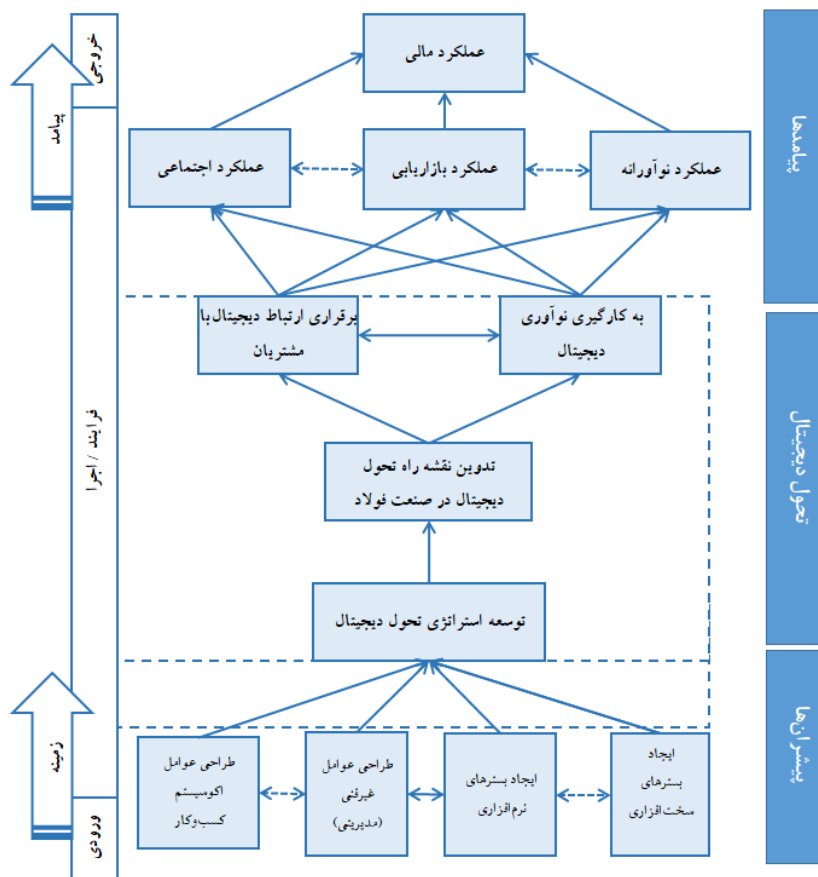 خروجی
پیامد
فرایند / اجرا
زمینه
ورودی
پیامدها
تحول دیجیتال
پیشران‌ها
عملکرد مالی
عملکرد نوآورانه
عملکرد بازاریابی
عملکرد اجتماعی
به کارگیری نوآوری
دیجیتال
برقراری ارتباط دیجیتال با
مشتریان
تدوین نقشه راه تحول
دیجیتال در صنعت فولاد
توسعه استراتژی تحول دیجیتال
ایجاد
بسترهای
سخت‌افزاری
ایجاد بسترهای
نرم‌افزاری
طراحی عوامل
غیرفنی
(مدیریتی)
طراحی عوامل
اکوسیستم
کسب‌وکار